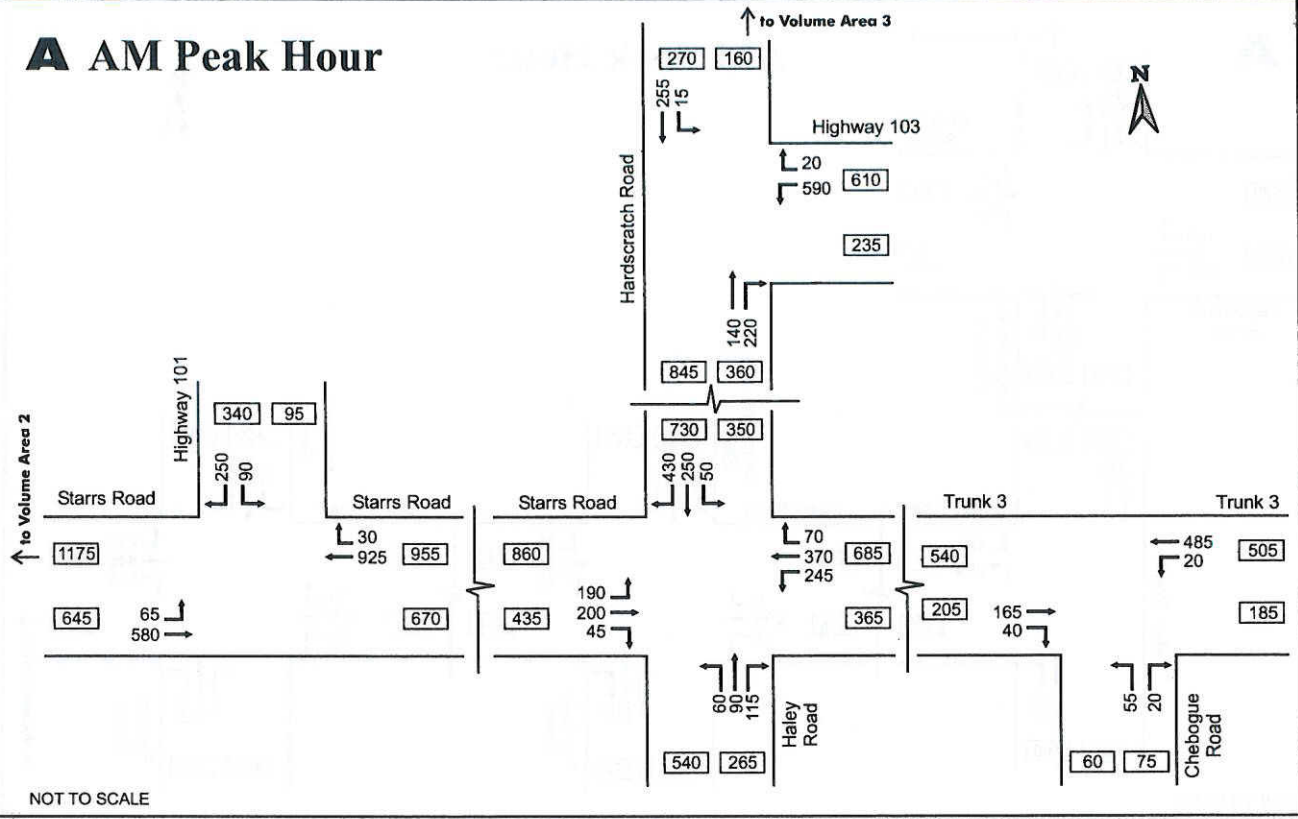 to Volume Area 3
A AM Peak Hour
N
270 160
255
15
Highway 103
20
590 610
235
Hardscratch Road
140
220
845 360
730 350
Highway 101
340 95
to Volume Area 2
250
90
430
250
50
Starrs Road
Starrs Road
Starrs Road
Trunk 3
Trunk 3
1175
30
925 955
860
70
370 685
245
540
485
20
505
645
65
580
670
435
190
200
45
365
205
165
40
185
60
90
115
Haley
Road
55
20
Chebogue
Road
540 265
60 75
NOT TO SCALE